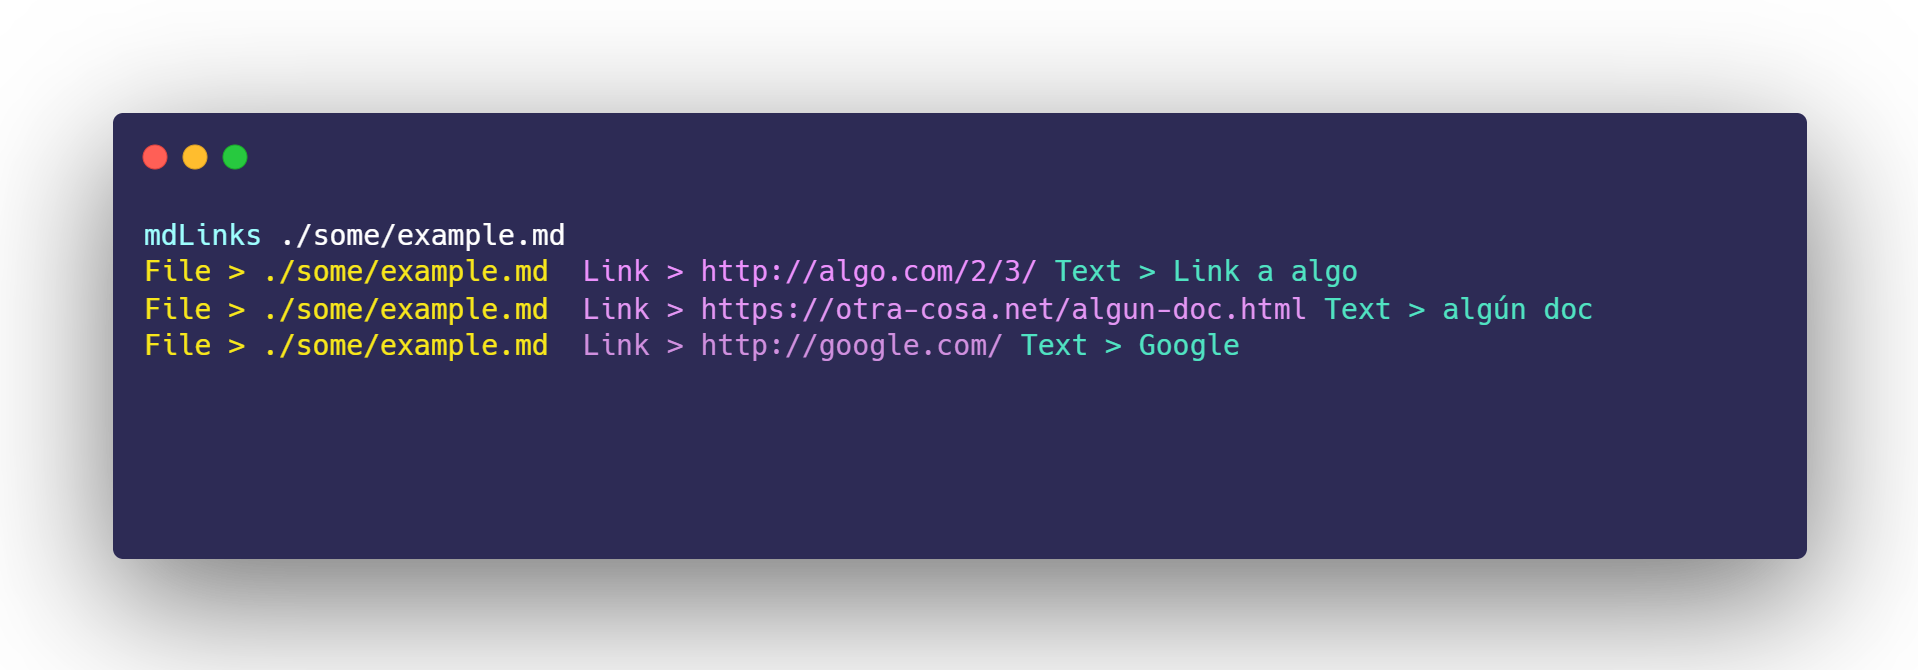 mdLinks ./some/example.md
File > ./some/example.md  Link > http://algo.com/2/3/ Text > Link a algo
File > ./some/example.md  Link > https://otra-cosa.net/algun-doc.html Text > algún doc
File > ./some/example.md  Link > http://google.com/ Text > Google